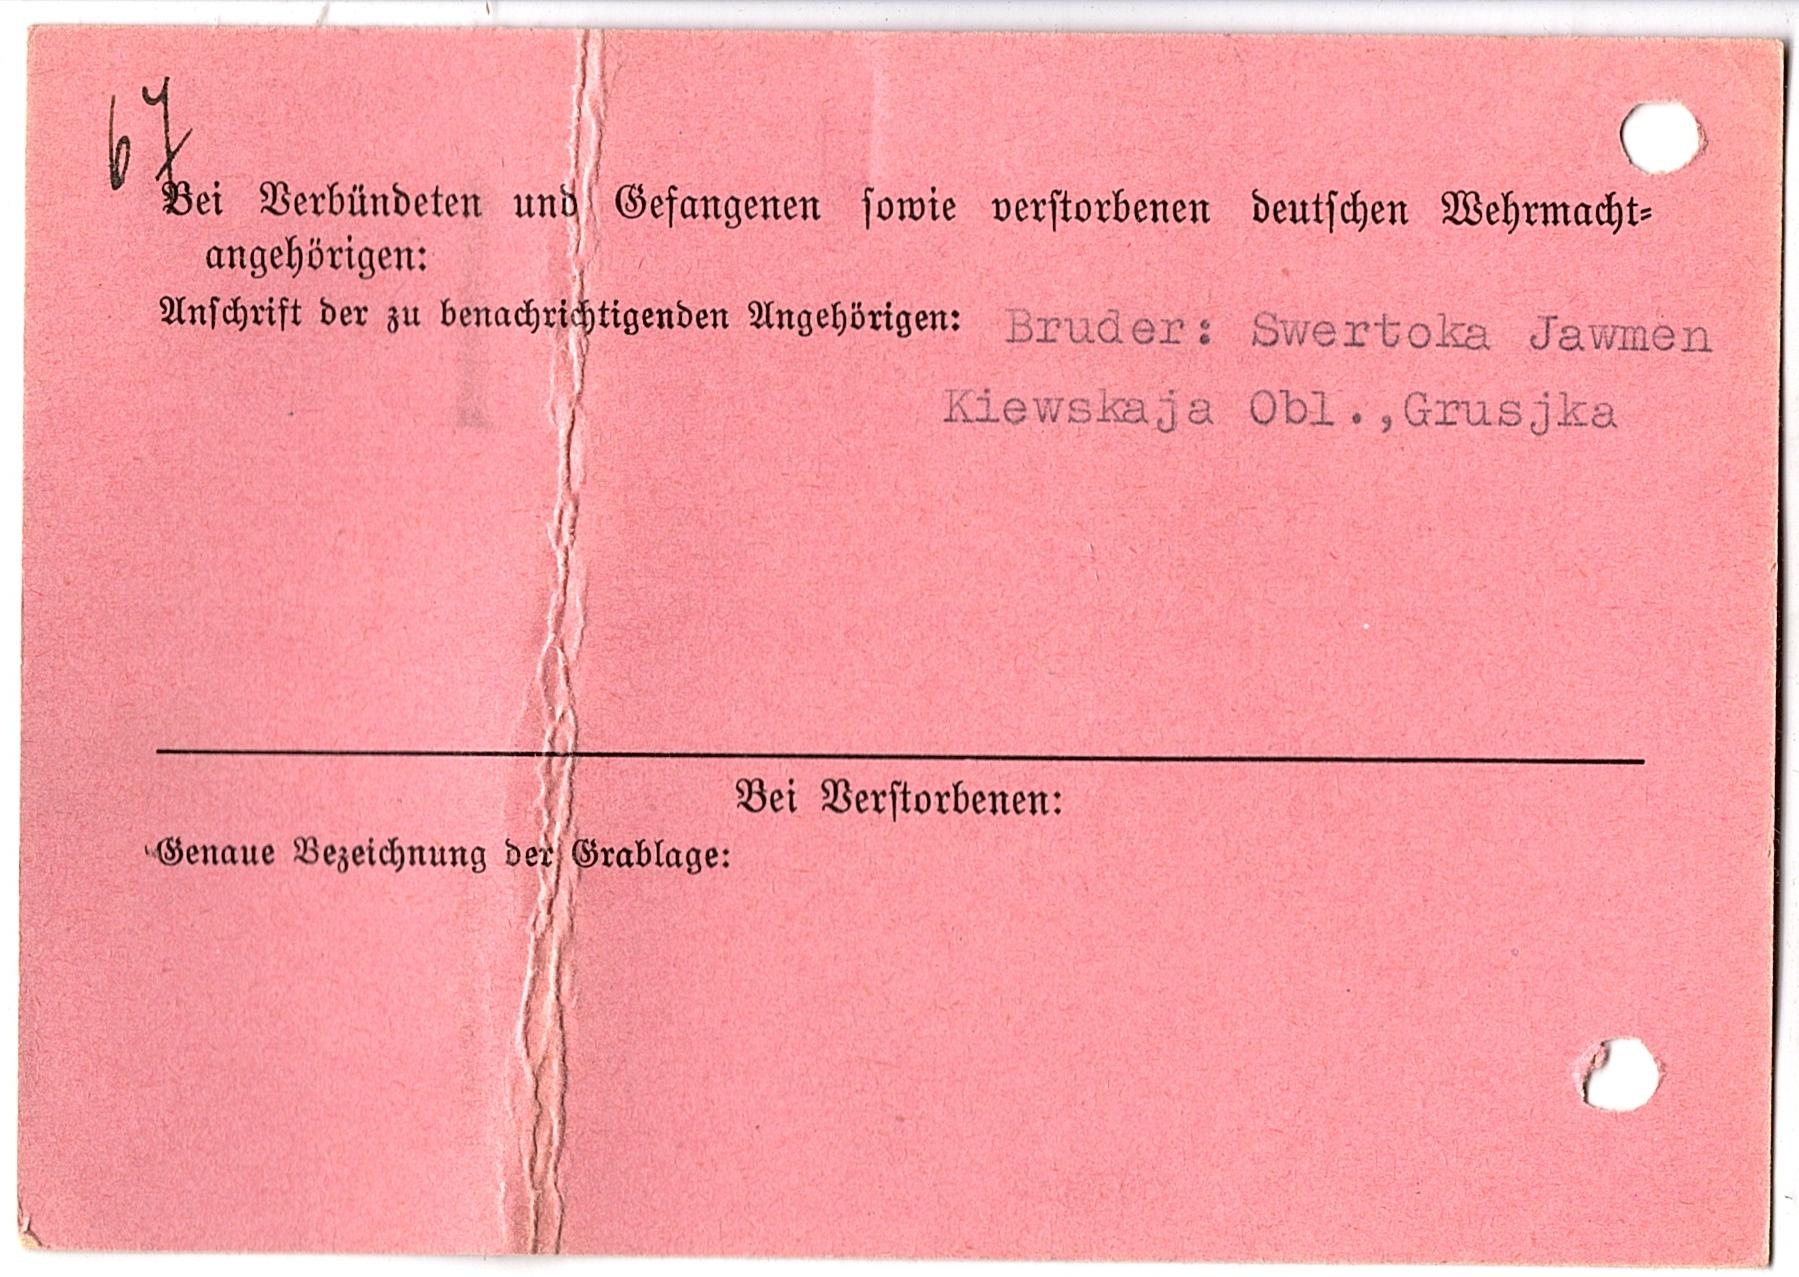 67
Bei Verbündeten und Gefangenen sowie verstorbenen deutschen Wehrmacht-
angehörigen:
Anschrift der zu benachrichtigenden Angehörigen: Bruder: Swertoka Jawmen
Kiewskaja Obl.,Grusjka
Bei Verstorbenen:
Genaue Bezeichnung der Grablage: